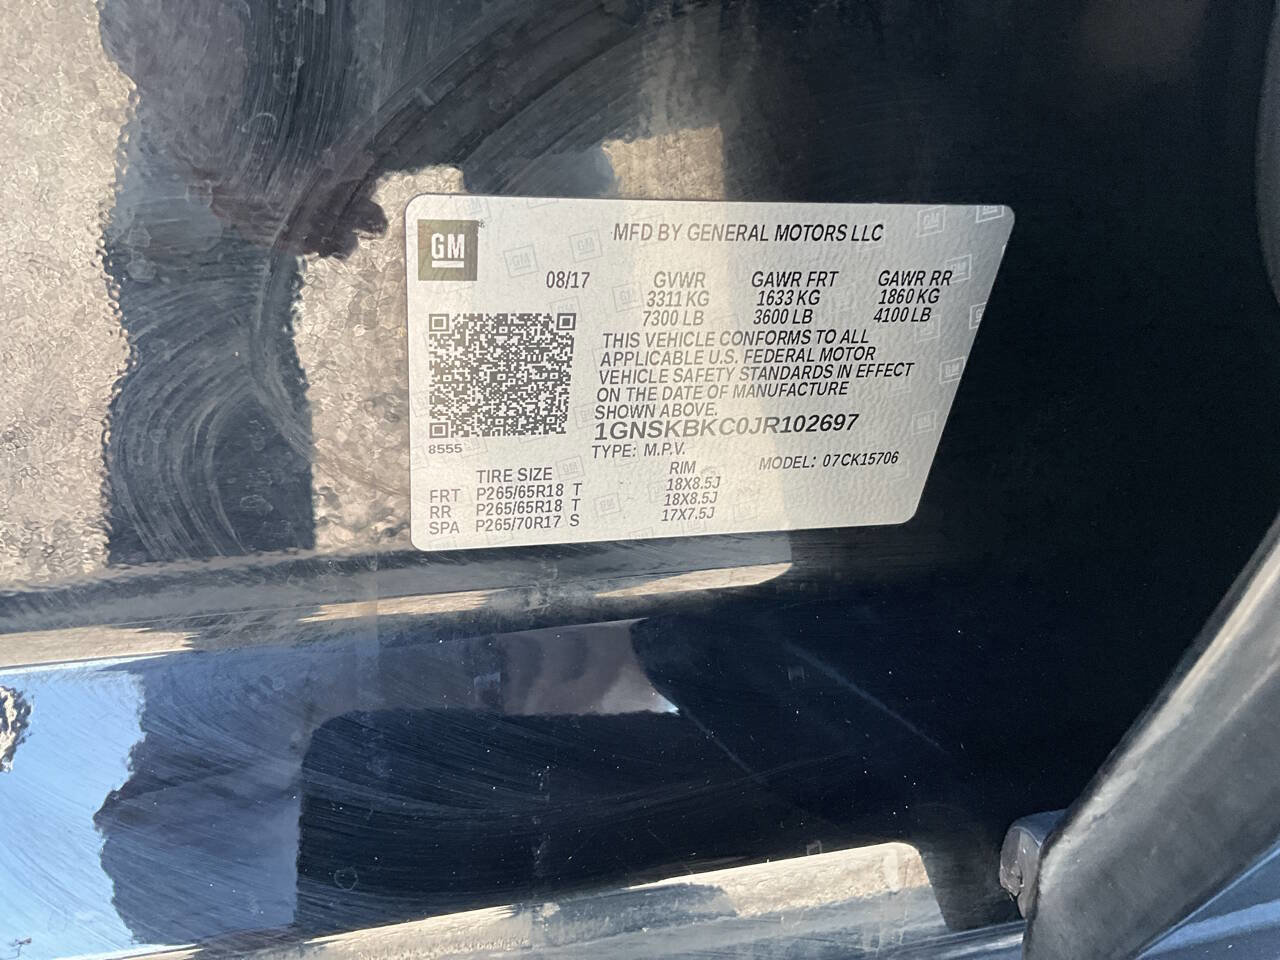 GM
MFD BY GENERAL MOTORS LLC
08/17 GVWR GAWR FRT GAWR RR
3311 KG 1633 KG 1860 KG
7300 LB 3600 LB 4100 LB
THIS VEHICLE CONFORMS TO ALL
APPLICABLE U.S. FEDERAL MOTOR
VEHICLE SAFETY STANDARDS IN EFFECT
ON THE DATE OF MANUFACTURE
SHOWN ABOVE.
1GNSKBKC0JR102697
8555
TYPE: M.P.V. MODEL: 07CK15706
TIRE SIZE RIM
FRT P265/65R18 T 18X8.5J
RR P265/65R18 T 18X8.5J
SPA P265/70R17 S 17X7.5J